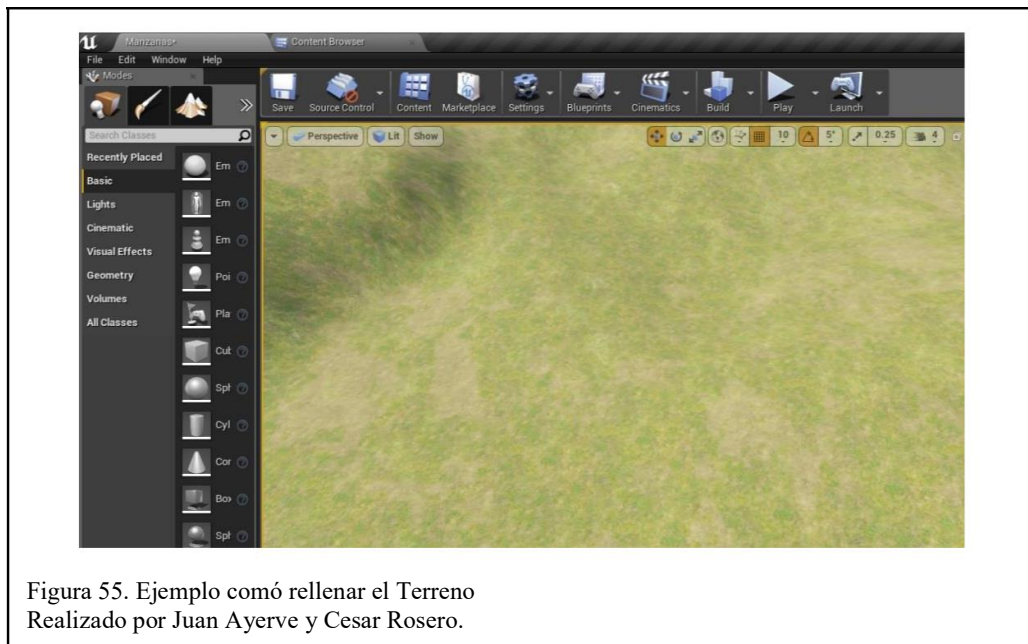 Manzanas•
Content Browser
File Edit Window Help
Modes
Save Source Control Content Marketplace Settings Blueprints Cinematics Build Play Launch
Search Classes
Perspective Lit Show
10 5° 0.25 4
Recently Placed
Basic
Lights
Cinematic
Visual Effects
Geometry
Volumes
All Classes
Em
Em
Em
Poi
Pla
Cub
Sph
Cyl
Con
Box
Sph
Figura 55. Ejemplo comó rellenar el Terreno
Realizado por Juan Ayerve y Cesar Rosero.